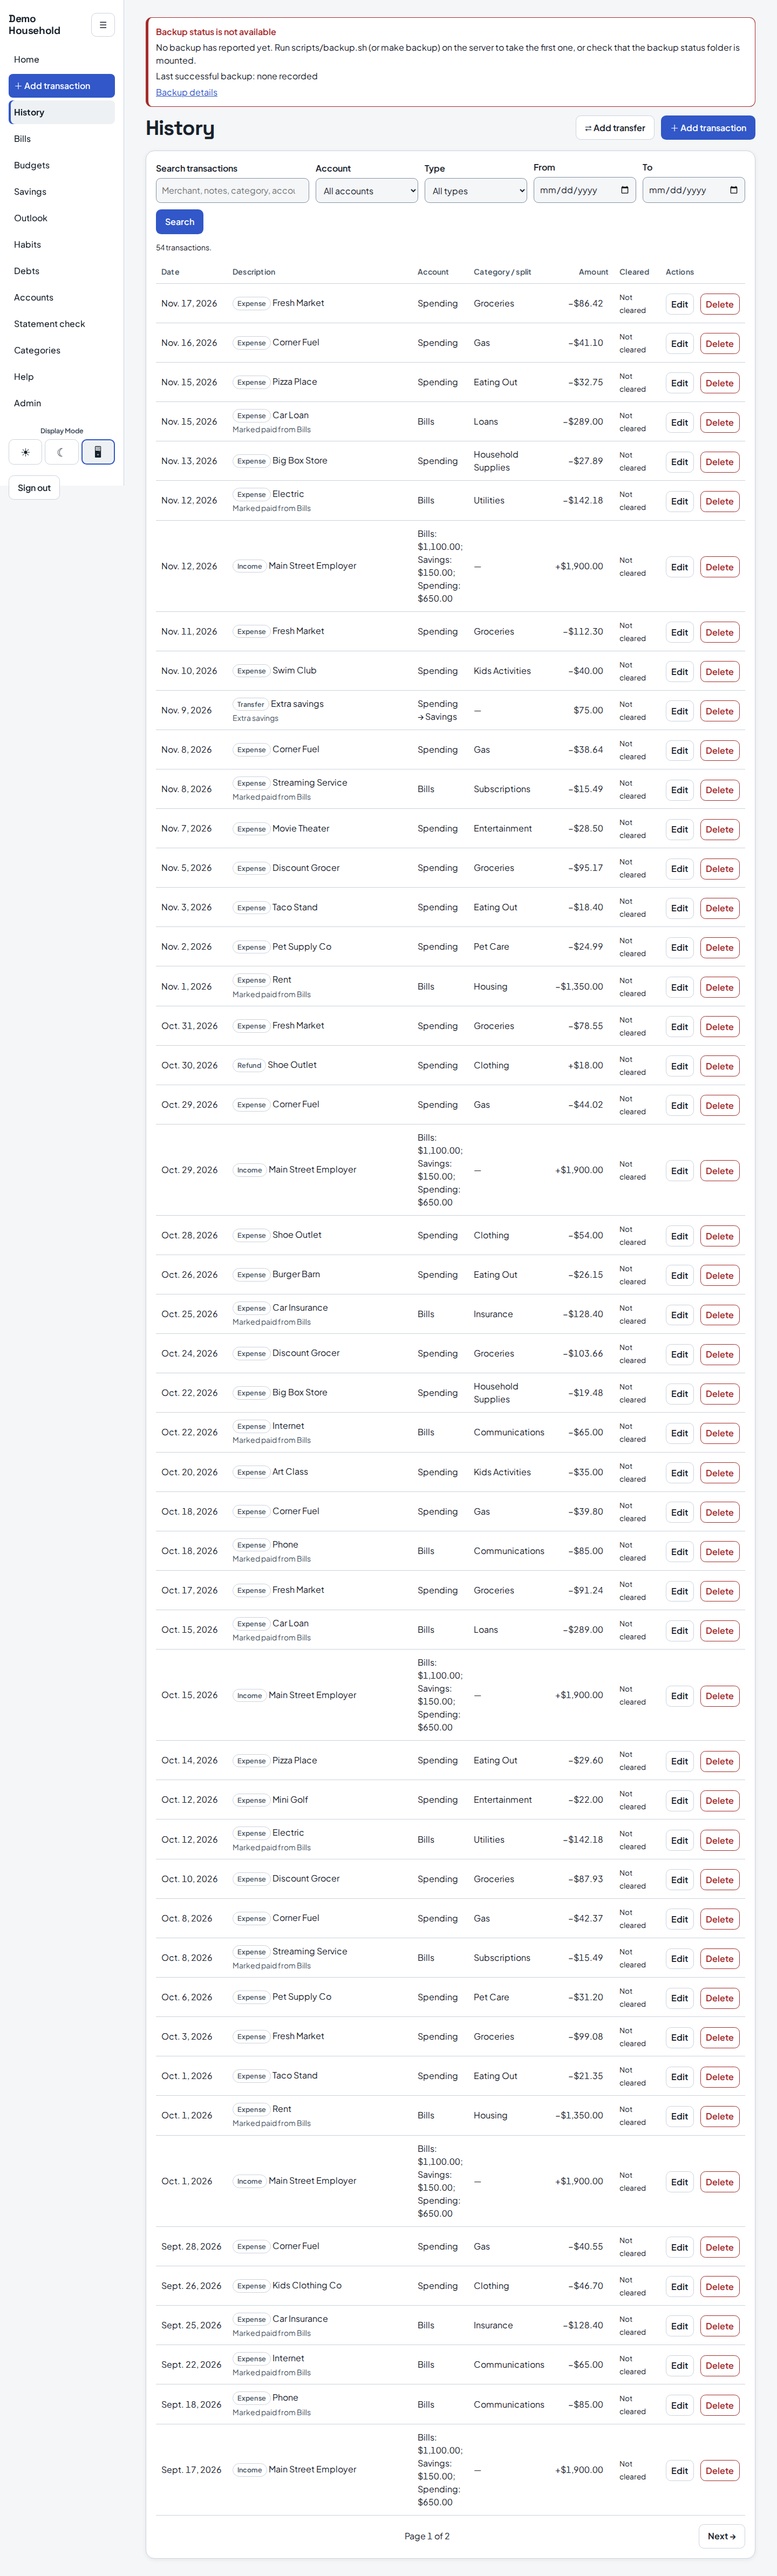 Demo Household
☰
Home
+ Add transaction
History
Bills
Budgets
Savings
Outlook
Habits
Debts
Accounts
Statement check
Categories
Help
Admin
Display Mode
Sign out
Backup status is not available
No backup has reported yet. Run scripts/backup.sh (or make backup) on the server to take the first one, or check that the backup status folder is
mounted.
Last successful backup: none recorded
Backup details
History
⇄ Add transfer
+ Add transaction
Search transactions Account Type From To
Merchant, notes, category, accou All accounts All types mm/dd/yyyy mm/dd/yyyy
Search
54 transactions.
Date Description Account Category / split Amount Cleared Actions
Nov. 17, 2026 Expense Fresh Market Spending Groceries −$86.42 Not cleared Edit Delete
Nov. 16, 2026 Expense Corner Fuel Spending Gas −$41.10 Not cleared Edit Delete
Nov. 15, 2026 Expense Pizza Place Spending Eating Out −$32.75 Not cleared Edit Delete
Nov. 15, 2026 Expense Car Loan Marked paid from Bills Bills Loans −$289.00 Not cleared Edit Delete
Nov. 13, 2026 Expense Big Box Store Spending Household Supplies −$27.89 Not cleared Edit Delete
Nov. 12, 2026 Expense Electric Marked paid from Bills Bills Utilities −$142.18 Not cleared Edit Delete
Nov. 12, 2026 Income Main Street Employer Bills: $1,100.00; Savings: $150.00; Spending: $650.00 — +$1,900.00 Not cleared Edit Delete
Nov. 11, 2026 Expense Fresh Market Spending Groceries −$112.30 Not cleared Edit Delete
Nov. 10, 2026 Expense Swim Club Spending Kids Activities −$40.00 Not cleared Edit Delete
Nov. 9, 2026 Transfer Extra savings Extra savings Spending → Savings — $75.00 Not cleared Edit Delete
Nov. 8, 2026 Expense Corner Fuel Spending Gas −$38.64 Not cleared Edit Delete
Nov. 8, 2026 Expense Streaming Service Marked paid from Bills Bills Subscriptions −$15.49 Not cleared Edit Delete
Nov. 7, 2026 Expense Movie Theater Spending Entertainment −$28.50 Not cleared Edit Delete
Nov. 5, 2026 Expense Discount Grocer Spending Groceries −$95.17 Not cleared Edit Delete
Nov. 3, 2026 Expense Taco Stand Spending Eating Out −$18.40 Not cleared Edit Delete
Nov. 2, 2026 Expense Pet Supply Co Spending Pet Care −$24.99 Not cleared Edit Delete
Nov. 1, 2026 Expense Rent Marked paid from Bills Bills Housing −$1,350.00 Not cleared Edit Delete
Oct. 31, 2026 Expense Fresh Market Spending Groceries −$78.55 Not cleared Edit Delete
Oct. 30, 2026 Refund Shoe Outlet Spending Clothing +$18.00 Not cleared Edit Delete
Oct. 29, 2026 Expense Corner Fuel Spending Gas −$44.02 Not cleared Edit Delete
Oct. 29, 2026 Income Main Street Employer Bills: $1,100.00; Savings: $150.00; Spending: $650.00 — +$1,900.00 Not cleared Edit Delete
Oct. 28, 2026 Expense Shoe Outlet Spending Clothing −$54.00 Not cleared Edit Delete
Oct. 26, 2026 Expense Burger Barn Spending Eating Out −$26.15 Not cleared Edit Delete
Oct. 25, 2026 Expense Car Insurance Marked paid from Bills Bills Insurance −$128.40 Not cleared Edit Delete
Oct. 24, 2026 Expense Discount Grocer Spending Groceries −$103.66 Not cleared Edit Delete
Oct. 22, 2026 Expense Big Box Store Spending Household Supplies −$19.48 Not cleared Edit Delete
Oct. 22, 2026 Expense Internet Marked paid from Bills Bills Communications −$65.00 Not cleared Edit Delete
Oct. 20, 2026 Expense Art Class Spending Kids Activities −$35.00 Not cleared Edit Delete
Oct. 18, 2026 Expense Corner Fuel Spending Gas −$39.80 Not cleared Edit Delete
Oct. 18, 2026 Expense Phone Marked paid from Bills Bills Communications −$85.00 Not cleared Edit Delete
Oct. 17, 2026 Expense Fresh Market Spending Groceries −$91.24 Not cleared Edit Delete
Oct. 15, 2026 Expense Car Loan Marked paid from Bills Bills Loans −$289.00 Not cleared Edit Delete
Oct. 15, 2026 Income Main Street Employer Bills: $1,100.00; Savings: $150.00; Spending: $650.00 — +$1,900.00 Not cleared Edit Delete
Oct. 14, 2026 Expense Pizza Place Spending Eating Out −$29.60 Not cleared Edit Delete
Oct. 12, 2026 Expense Mini Golf Spending Entertainment −$22.00 Not cleared Edit Delete
Oct. 12, 2026 Expense Electric Marked paid from Bills Bills Utilities −$142.18 Not cleared Edit Delete
Oct. 10, 2026 Expense Discount Grocer Spending Groceries −$87.93 Not cleared Edit Delete
Oct. 8, 2026 Expense Corner Fuel Spending Gas −$42.37 Not cleared Edit Delete
Oct. 8, 2026 Expense Streaming Service Marked paid from Bills Bills Subscriptions −$15.49 Not cleared Edit Delete
Oct. 6, 2026 Expense Pet Supply Co Spending Pet Care −$31.20 Not cleared Edit Delete
Oct. 3, 2026 Expense Fresh Market Spending Groceries −$99.08 Not cleared Edit Delete
Oct. 1, 2026 Expense Taco Stand Spending Eating Out −$21.35 Not cleared Edit Delete
Oct. 1, 2026 Expense Rent Marked paid from Bills Bills Housing −$1,350.00 Not cleared Edit Delete
Oct. 1, 2026 Income Main Street Employer Bills: $1,100.00; Savings: $150.00; Spending: $650.00 — +$1,900.00 Not cleared Edit Delete
Sept. 28, 2026 Expense Corner Fuel Spending Gas −$40.55 Not cleared Edit Delete
Sept. 26, 2026 Expense Kids Clothing Co Spending Clothing −$46.70 Not cleared Edit Delete
Sept. 25, 2026 Expense Car Insurance Marked paid from Bills Bills Insurance −$128.40 Not cleared Edit Delete
Sept. 22, 2026 Expense Internet Marked paid from Bills Bills Communications −$65.00 Not cleared Edit Delete
Sept. 18, 2026 Expense Phone Marked paid from Bills Bills Communications −$85.00 Not cleared Edit Delete
Sept. 17, 2026 Income Main Street Employer Bills: $1,100.00; Savings: $150.00; Spending: $650.00 — +$1,900.00 Not cleared Edit Delete
Page 1 of 2
Next →